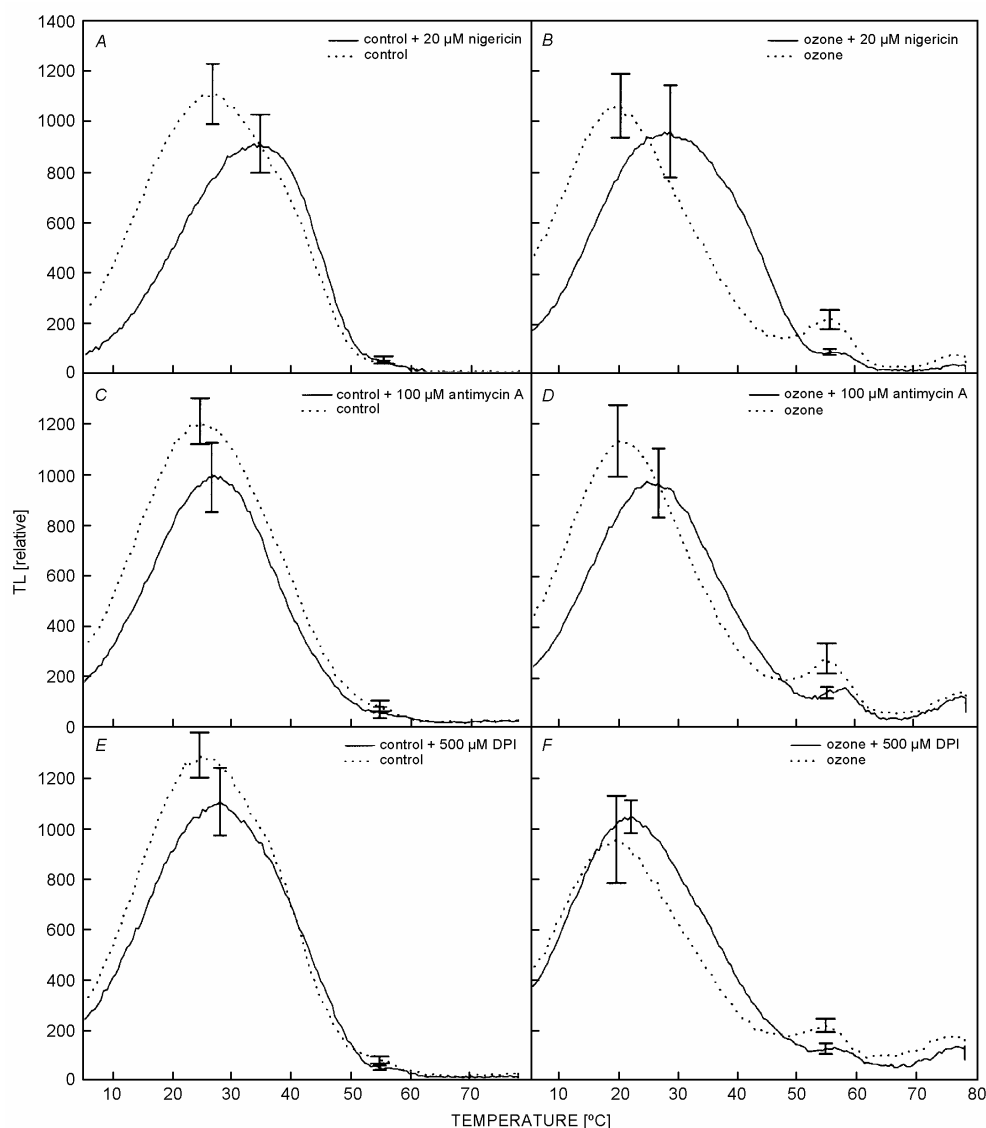 1400
1200
1000
800
600
400
200
0
A
control + 20 µM nigericin
control
B
ozone + 20 µM nigericin
ozone
1200
1000
800
600
400
200
0
C
control + 100 µM antimycin A
control
D
ozone + 100 µM antimycin A
ozone
TL [relative]
1200
1000
800
600
400
200
0
E
control + 500 µM DPI
control
F
ozone + 500 µM DPI
ozone
10 20 30 40 50 60 70 10 20 30 40 50 60 70 80
TEMPERATURE [ºC]